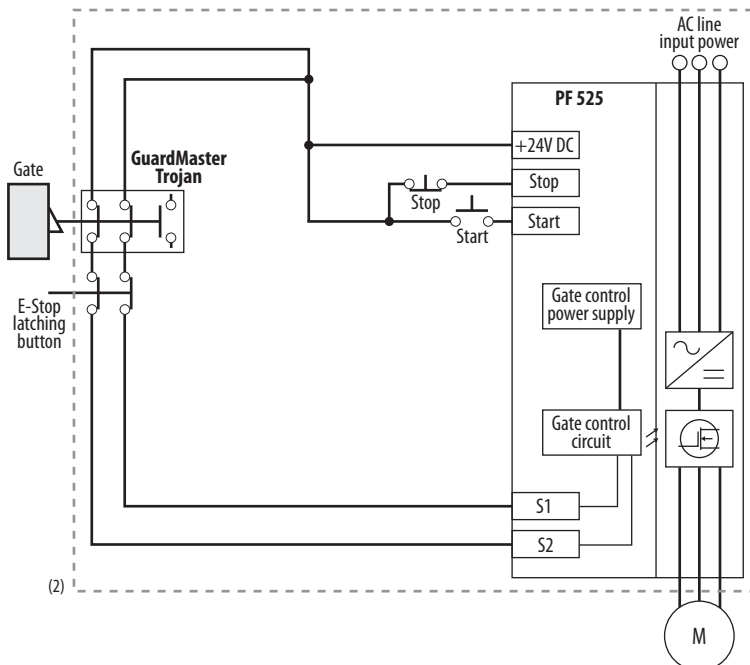 AC line
input power
PF 525
GuardMaster
Trojan
Gate
+24V DC
Stop
Stop
Start
Start
E-Stop
latching
button
Gate control
power supply
Gate control
circuit
S1
S2
(2)
M